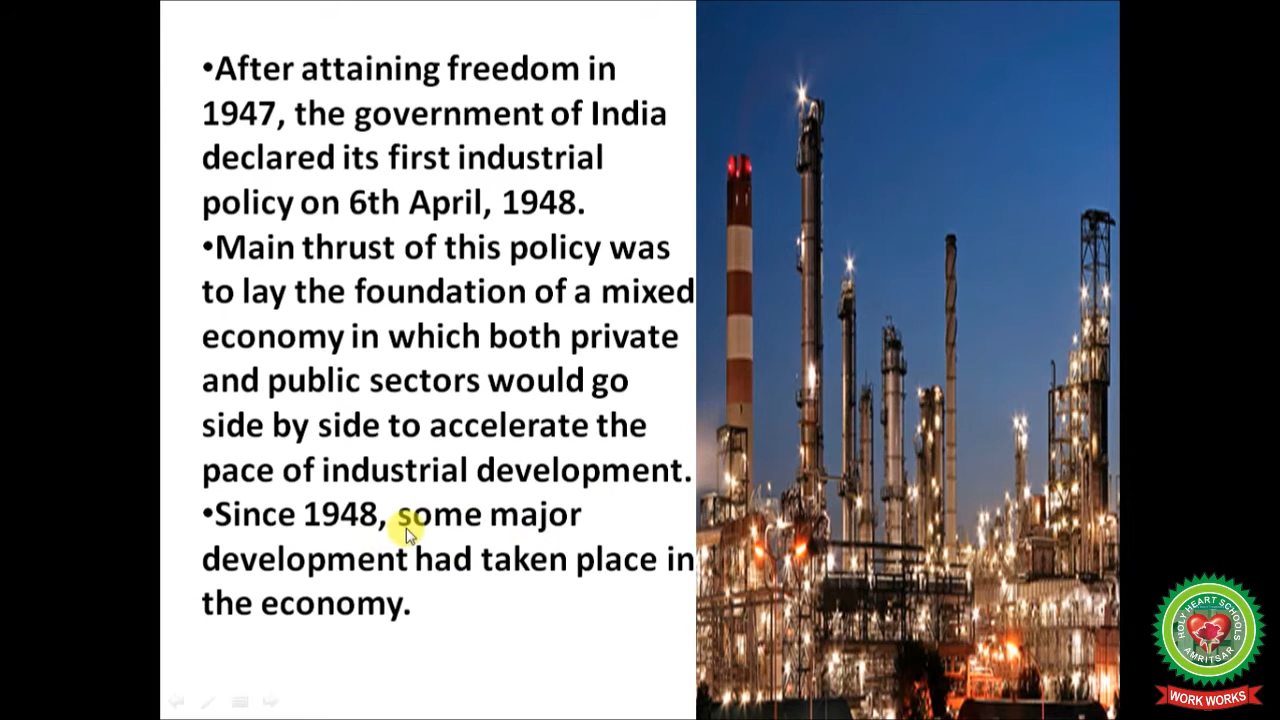 •After attaining freedom in
1947, the government of India
declared its first industrial
policy on 6th April, 1948.
•Main thrust of this policy was
to lay the foundation of a mixed
economy in which both private
and public sectors would go
side by side to accelerate the
pace of industrial development.
•Since 1948, some major
development had taken place in
the economy.
HOLY HEART SCHOOLS
AMRITSAR
WORK WORKS